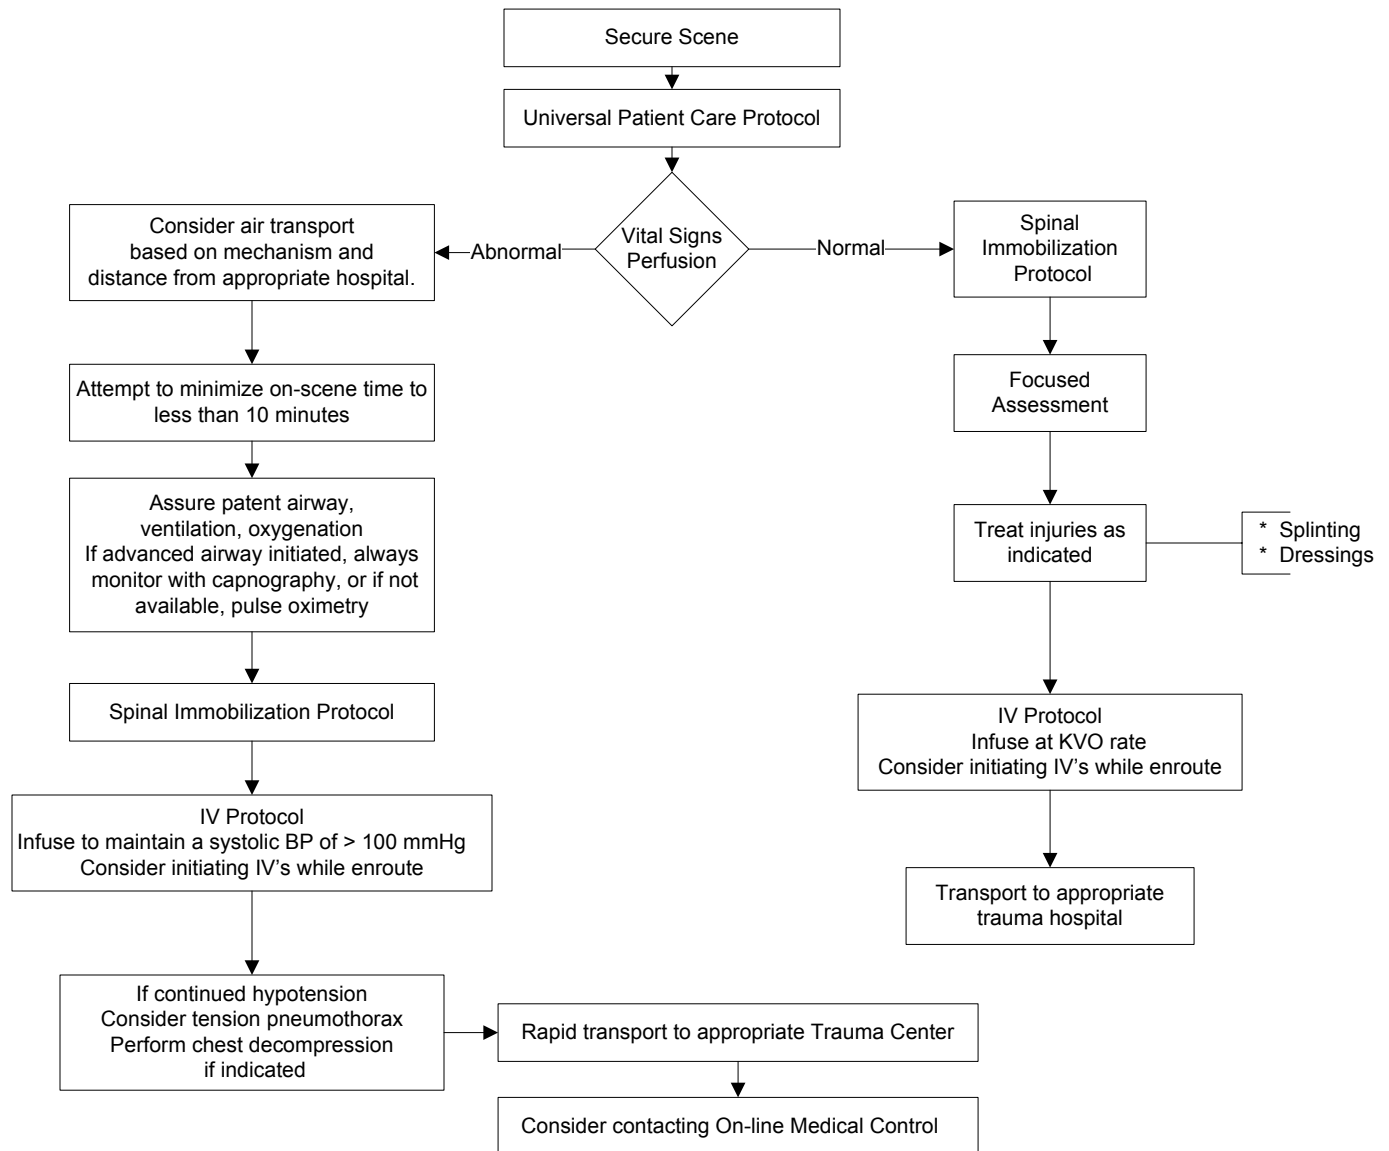 Secure Scene
Universal Patient Care Protocol
Vital Signs
Perfusion
Abnormal
Normal
Consider air transport
based on mechanism and
distance from appropriate hospital.
Attempt to minimize on-scene time to
less than 10 minutes
Assure patent airway,
ventilation, oxygenation
If advanced airway initiated, always
monitor with capnography, or if not
available, pulse oximetry
Spinal Immobilization Protocol
IV Protocol
Infuse to maintain a systolic BP of > 100 mmHg
Consider initiating IV's while enroute
If continued hypotension
Consider tension pneumothorax
Perform chest decompression
if indicated
Rapid transport to appropriate Trauma Center
Consider contacting On-line Medical Control
Spinal
Immobilization
Protocol
Focused
Assessment
Treat injuries as
indicated
* Splinting
* Dressings
IV Protocol
Infuse at KVO rate
Consider initiating IV's while enroute
Transport to appropriate
trauma hospital